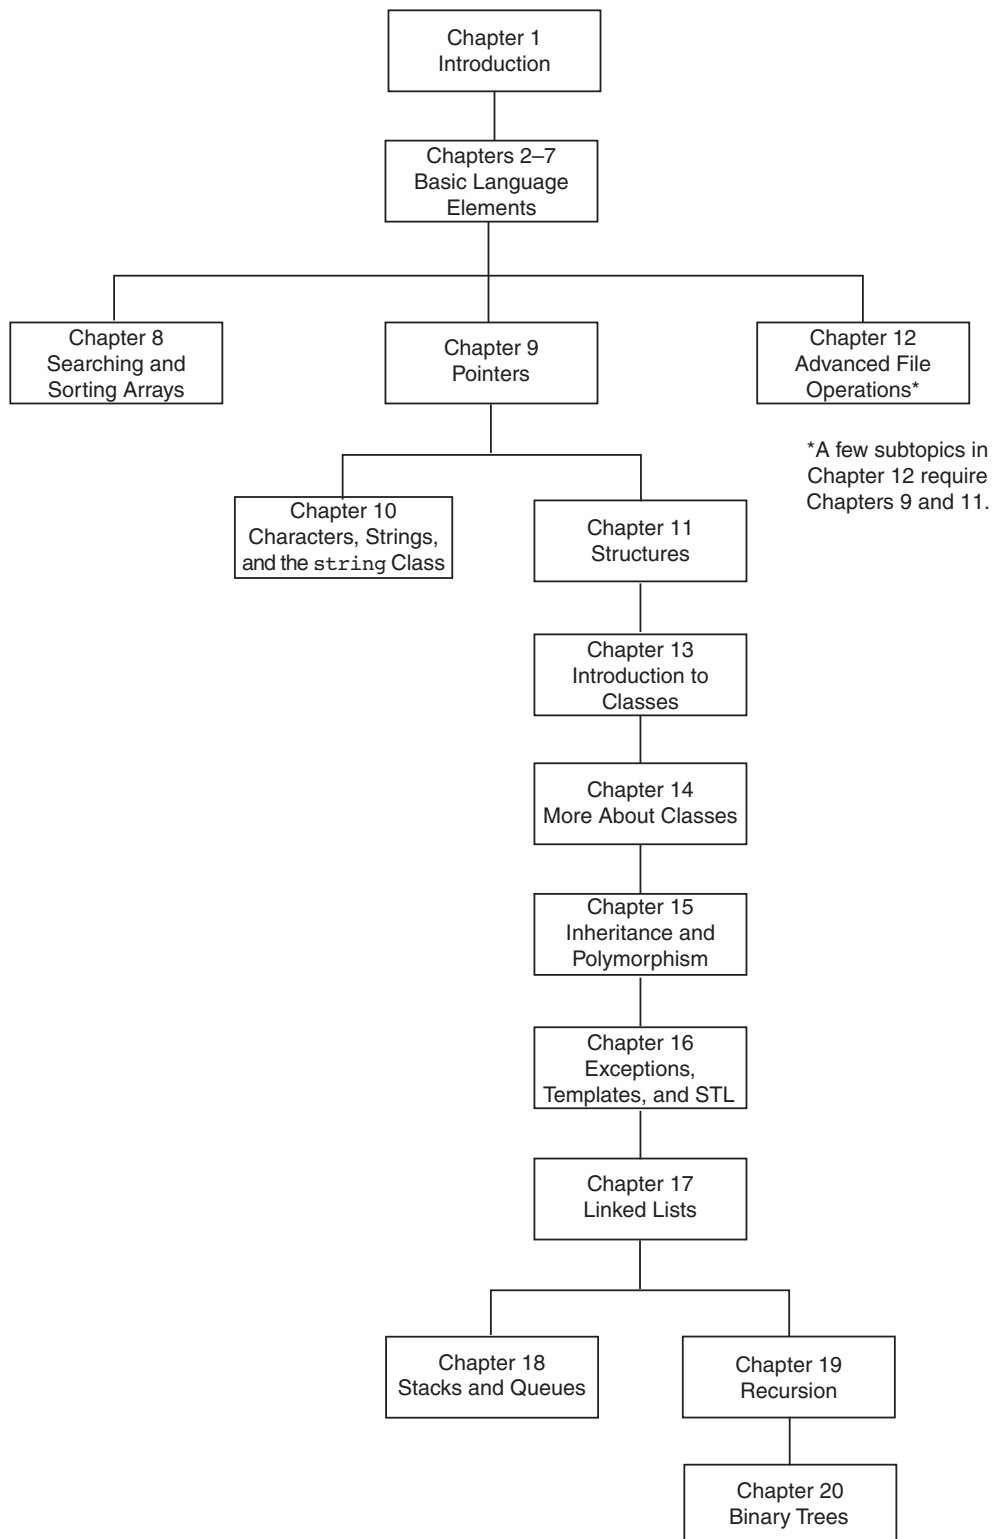 Chapter 1
Introduction
Chapters 2–7
Basic Language
Elements
Chapter 8
Searching and
Sorting Arrays
Chapter 9
Pointers
Chapter 12
Advanced File
Operations*
*A few subtopics in
Chapter 12 require
Chapters 9 and 11.
Chapter 10
Characters, Strings,
and the string Class
Chapter 11
Structures
Chapter 13
Introduction to
Classes
Chapter 14
More About Classes
Chapter 15
Inheritance and
Polymorphism
Chapter 16
Exceptions,
Templates, and STL
Chapter 17
Linked Lists
Chapter 18
Stacks and Queues
Chapter 19
Recursion
Chapter 20
Binary Trees